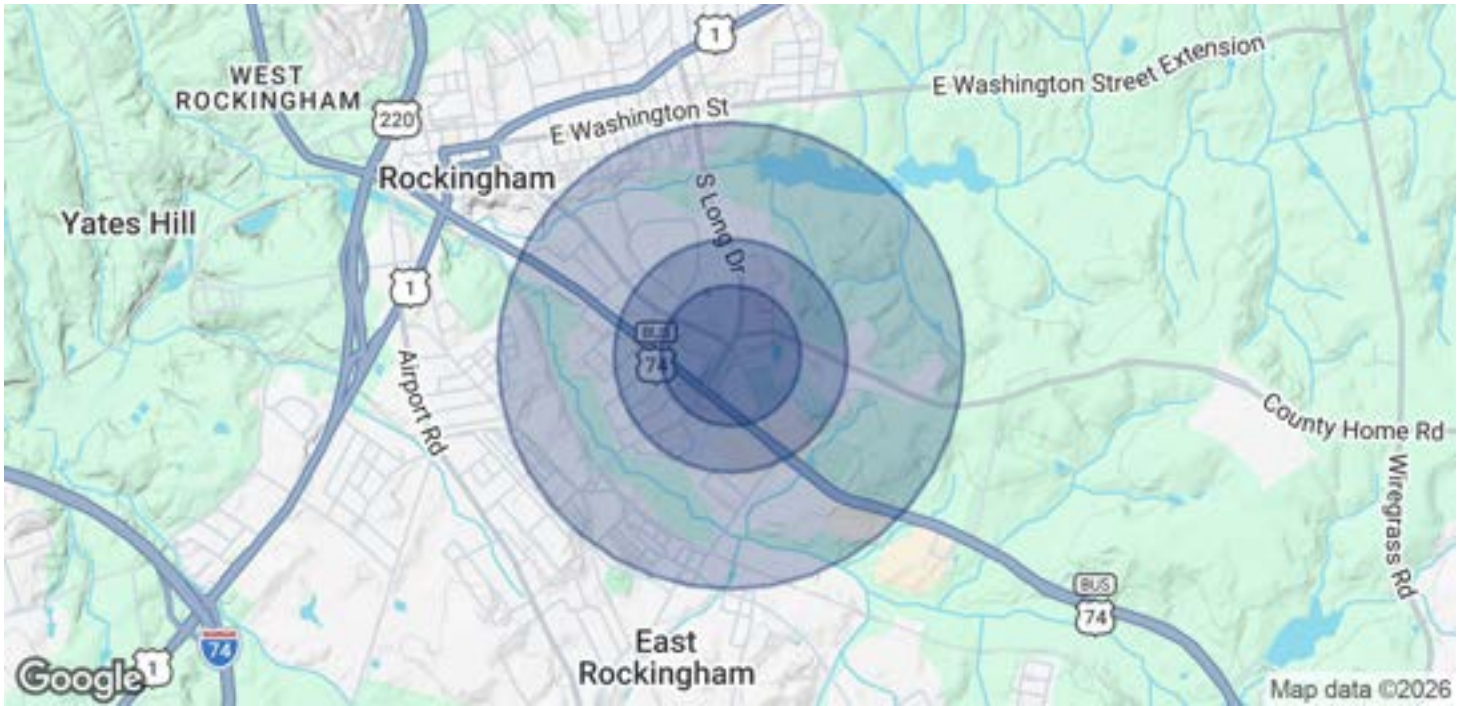 1
E Washington Street Extension
WEST
ROCKINGHAM
220
E Washington St
Rockingham
S Long Dr
Yates Hill
1
BUS
74
Airport Rd
County Home Rd
Wiregrass Rd
BUS
74
East
Rockingham
74
1
Google
Map data ©2026